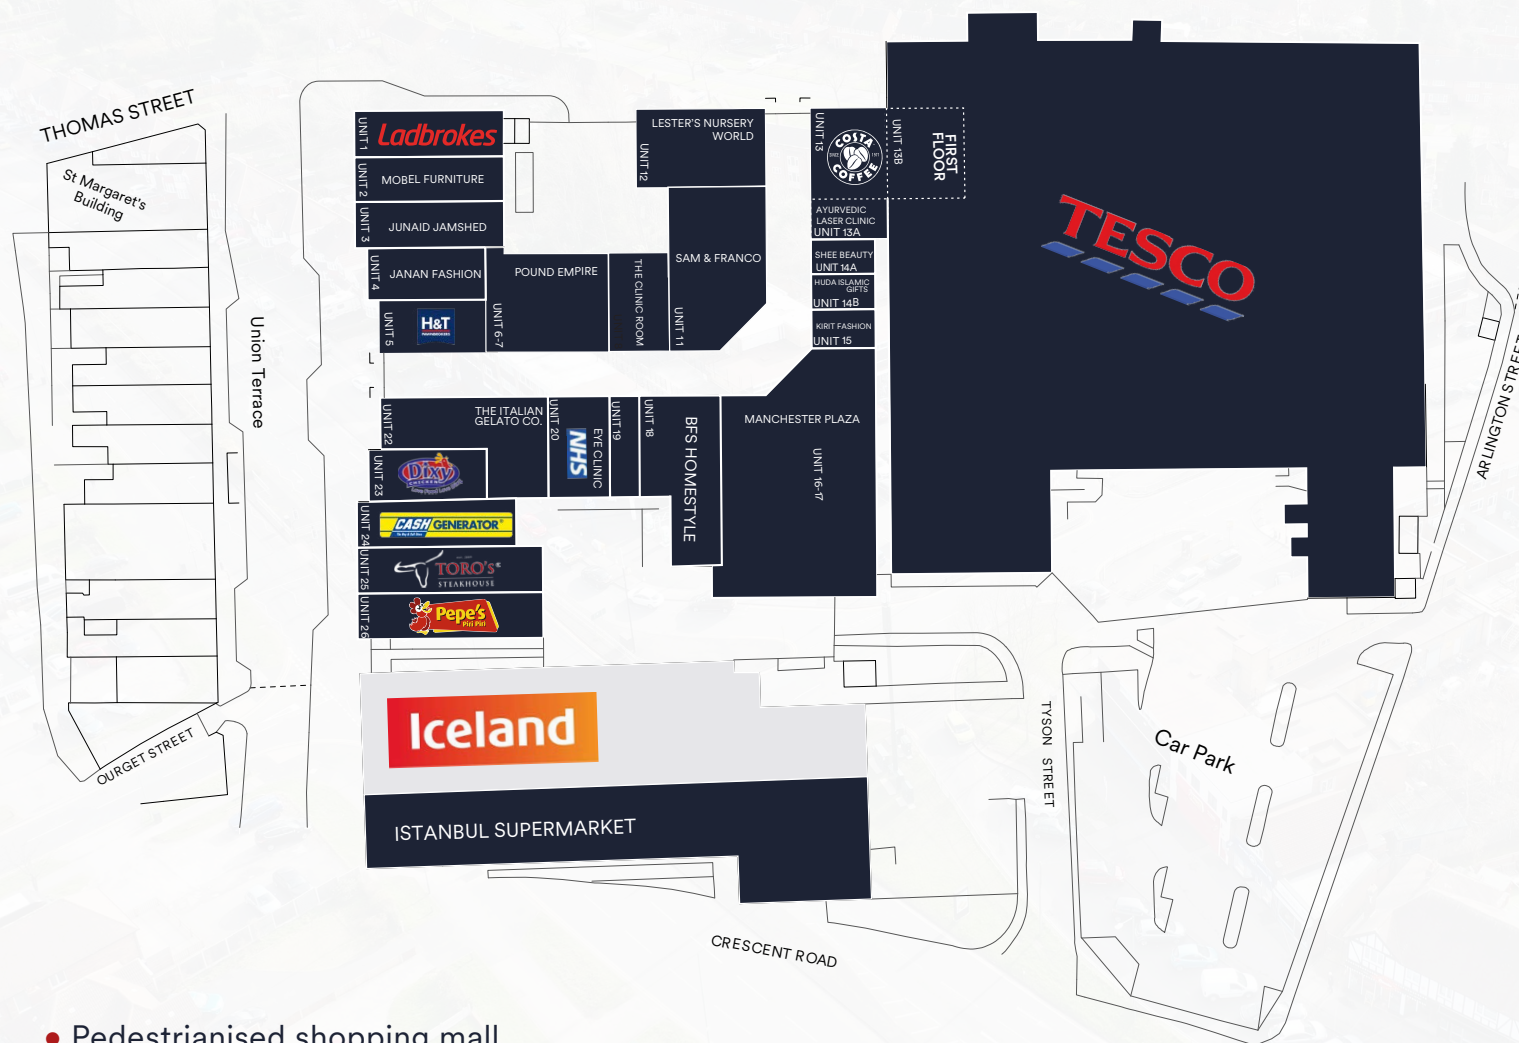 THOMAS STREET
St Margaret's
Building
Union Terrace
OURGET STREET
UNIT 1
Ladbrokes
UNIT 2
MOBEL FURNITURE
UNIT 3
JUNAID JAMSHED
UNIT 4
JANAN FASHION
UNIT 5
H&T
UNIT 6-7
POUND EMPIRE
THE CLINIC ROOM
UNIT 11
SAM & FRANCO
LESTER'S NURSERY
WORLD
UNIT 12
UNIT 13
COSTA
COFFEE
UNIT 13B
FIRST
FLOOR
AYURVEDIC
LASER CLINIC
UNIT 13A
SHEE BEAUTY
UNIT 14A
HUDA ISLAMIC
GIFTS
UNIT 14B
KIRIT FASHION
UNIT 15
TESCO
ARLINGTON STREET
UNIT 22
THE ITALIAN
GELATO CO.
UNIT 20
NHS
EYE CLINIC
UNIT 19
UNIT 18
BFS HOMESTYLE
MANCHESTER PLAZA
UNIT 16-17
UNIT 23
Dixy
CHICKEN
UNIT 24
CASH GENERATOR
UNIT 25
TORO's
STEAKHOUSE
UNIT 26
Pepe's
Piri Piri
Iceland
ISTANBUL SUPERMARKET
TYSON STREET
Car Park
CRESCENT ROAD
• Pedestrianised shopping mall